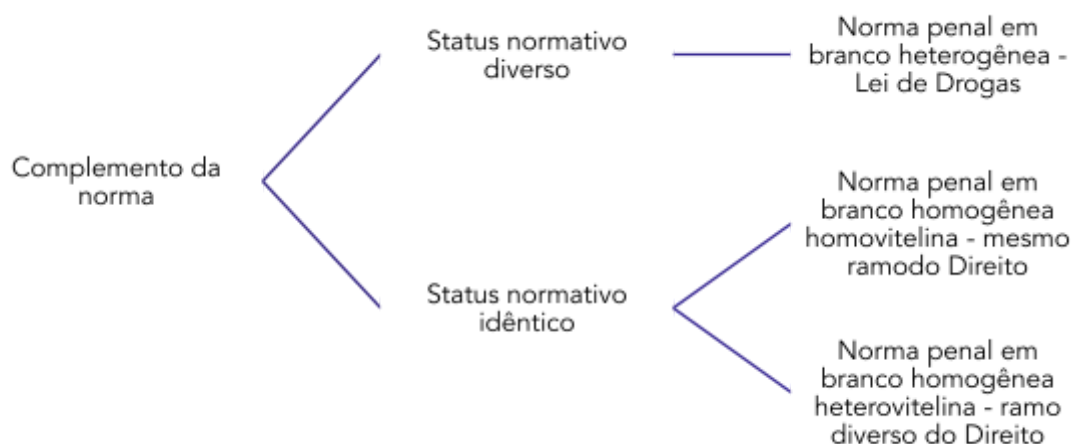 Complemento da
norma
Status normativo
diverso
Norma penal em
branco heterogênea -
Lei de Drogas
Status normativo
idêntico
Norma penal em
branco homogênea
homovitelina - mesmo
ramodo Direito
Norma penal em
branco homogênea
heterovitelina - ramo
diverso do Direito